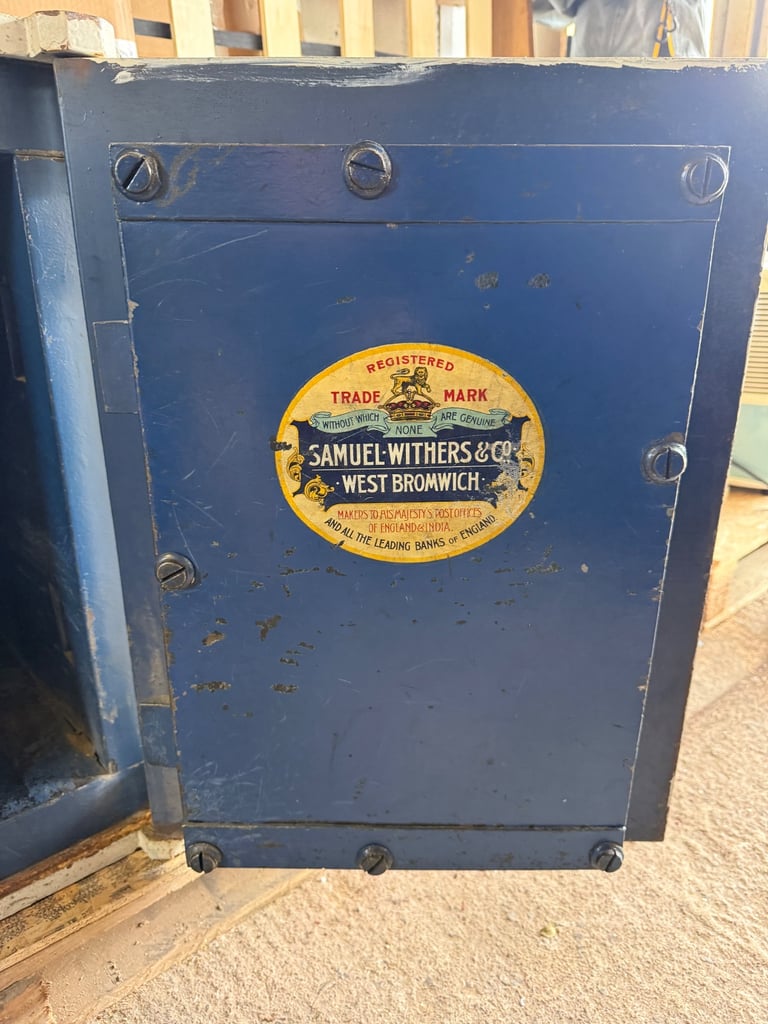 REGISTERED
TRADE MARK
WITHOUT WHICH NONE ARE GENUINE
SAMUEL·WITHERS & Co.
·WEST BROMWICH·
MAKERS TO HIS MAJESTY'S POST OFFICES
OF ENGLAND & INDIA.
AND ALL THE LEADING BANKS OF ENGLAND